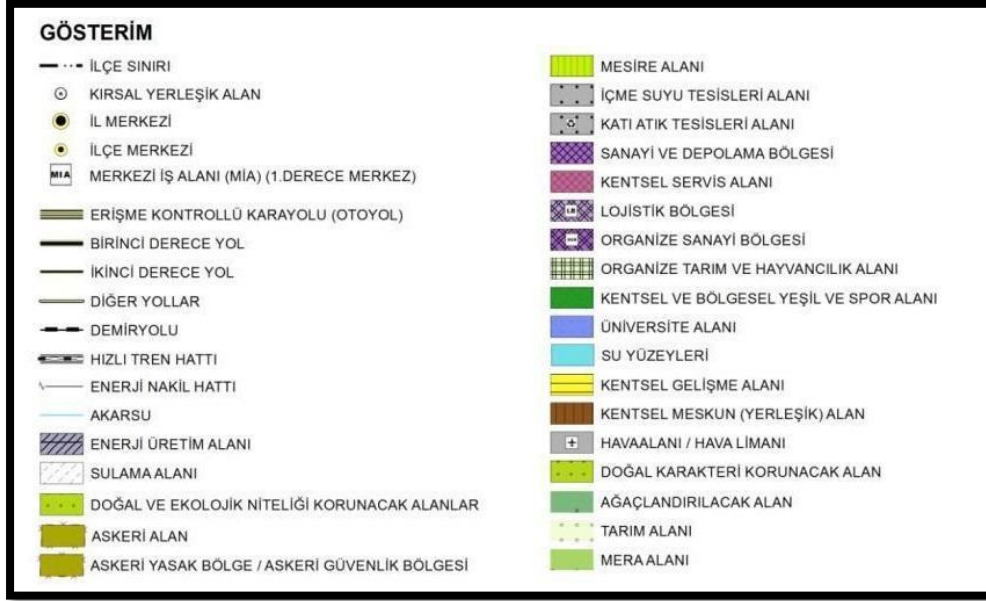 GÖSTERİM
İLÇE SINIRI
KIRSAL YERLEŞİK ALAN
İL MERKEZİ
İLÇE MERKEZİ
MIA MERKEZİ İŞ ALANI (MİA) (1.DERECE MERKEZ)
ERİŞME KONTROLLÜ KARAYOLU (OTOYOL)
BİRİNCİ DERECE YOL
İKİNCİ DERECE YOL
DİĞER YOLLAR
DEMİRYOLU
HIZLI TREN HATTI
ENERJİ NAKİL HATTI
AKARSU
ENERJİ ÜRETİM ALANI
SULAMA ALANI
DOĞAL VE EKOLOJİK NİTELİĞİ KORUNACAK ALANLAR
ASKERİ ALAN
ASKERİ YASAK BÖLGE / ASKERİ GÜVENLİK BÖLGESİ
MESİRE ALANI
İÇME SUYU TESİSLERİ ALANI
KATI ATIK TESİSLERİ ALANI
SANAYİ VE DEPOLAMA BÖLGESİ
KENTSEL SERVİS ALANI
LB LOJİSTİK BÖLGESİ
ORGANİZE SANAYİ BÖLGESİ
ORGANİZE TARIM VE HAYVANCILIK ALANI
KENTSEL VE BÖLGESEL YEŞİL VE SPOR ALANI
ÜNİVERSİTE ALANI
SU YÜZEYLERİ
KENTSEL GELİŞME ALANI
KENTSEL MESKUN (YERLEŞİK) ALAN
HAVAALANI / HAVA LİMANI
DOĞAL KARAKTERİ KORUNACAK ALAN
AĞAÇLANDIRILACAK ALAN
TARIM ALANI
MERA ALANI